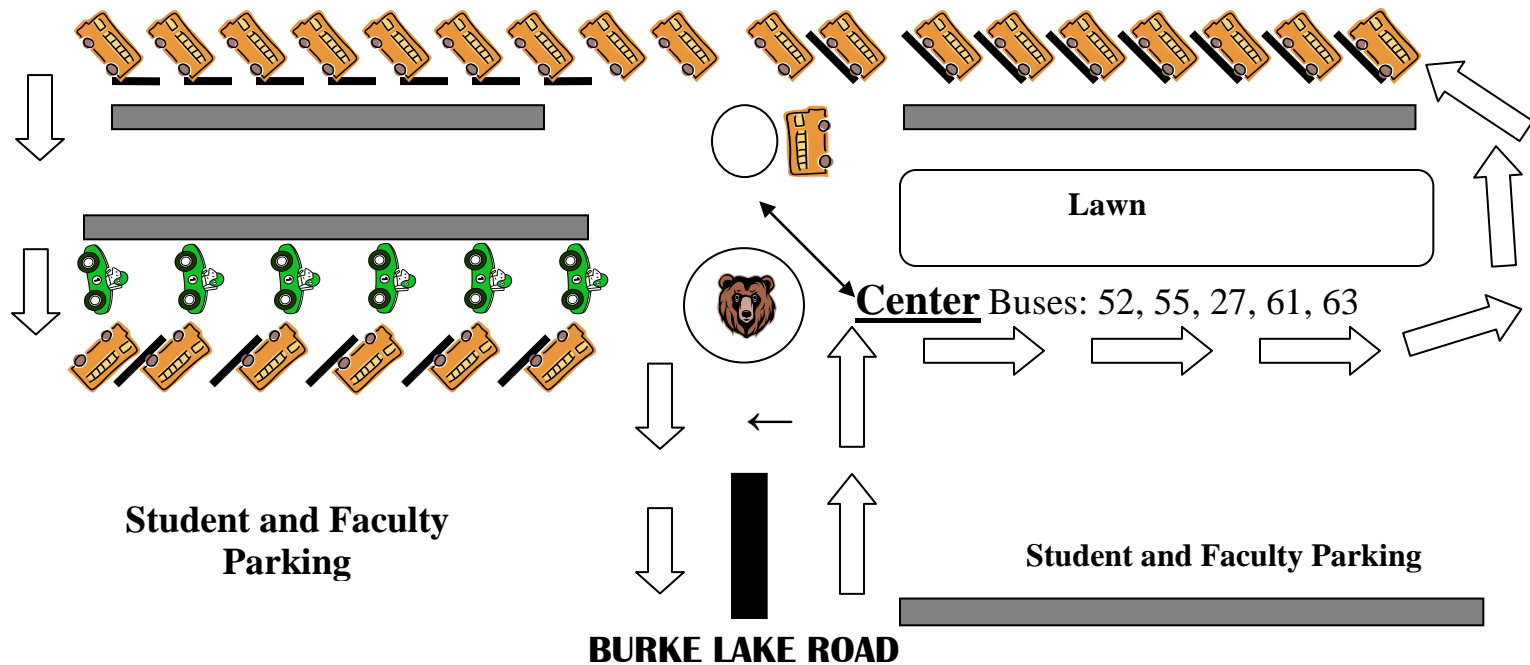 Lawn
Center Buses: 52, 55, 27, 61, 63
Student and Faculty
Parking
Student and Faculty Parking
BURKE LAKE ROAD